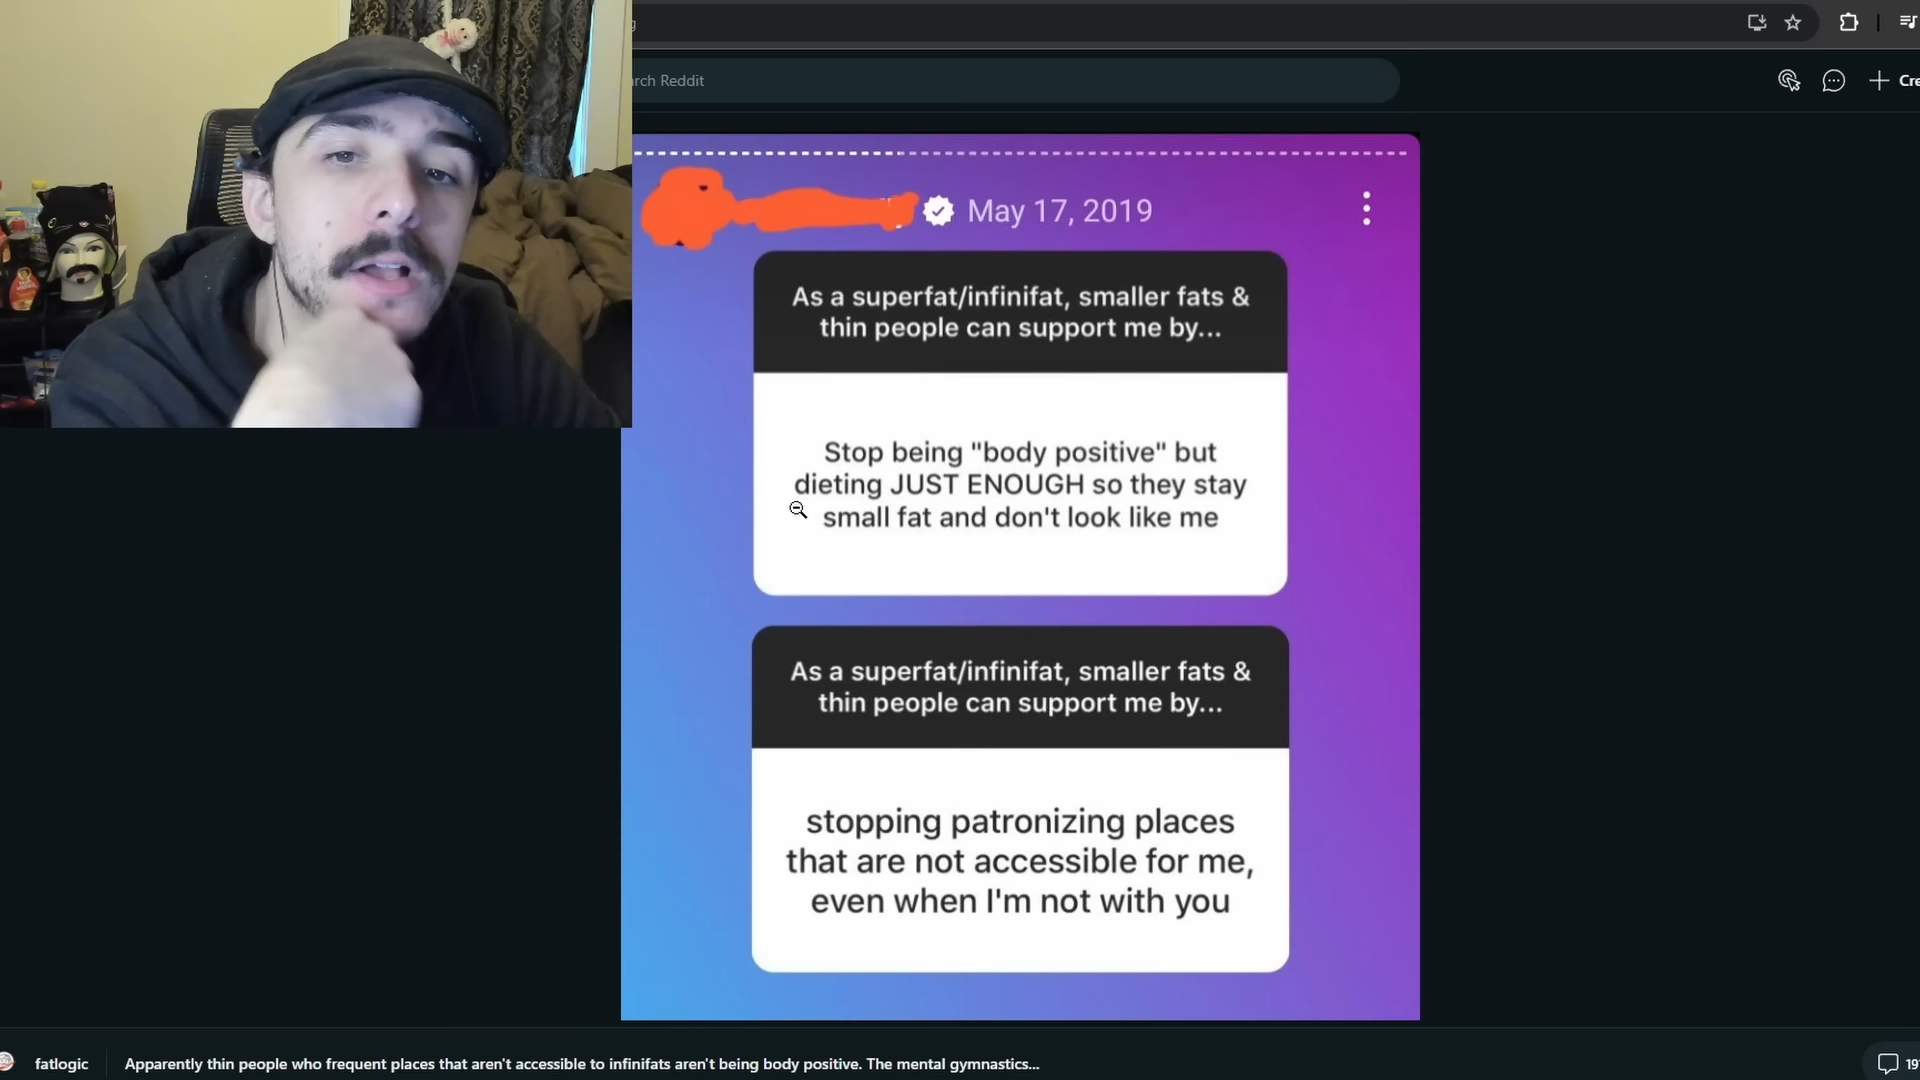 rch Reddit
Cre
May 17, 2019
As a superfat/infinifat, smaller fats &
thin people can support me by...
Stop being "body positive" but
dieting JUST ENOUGH so they stay
small fat and don't look like me
As a superfat/infinifat, smaller fats &
thin people can support me by...
stopping patronizing places
that are not accessible for me,
even when I'm not with you
fatlogic
Apparently thin people who frequent places that aren't accessible to infinifats aren't being body positive. The mental gymnastics...